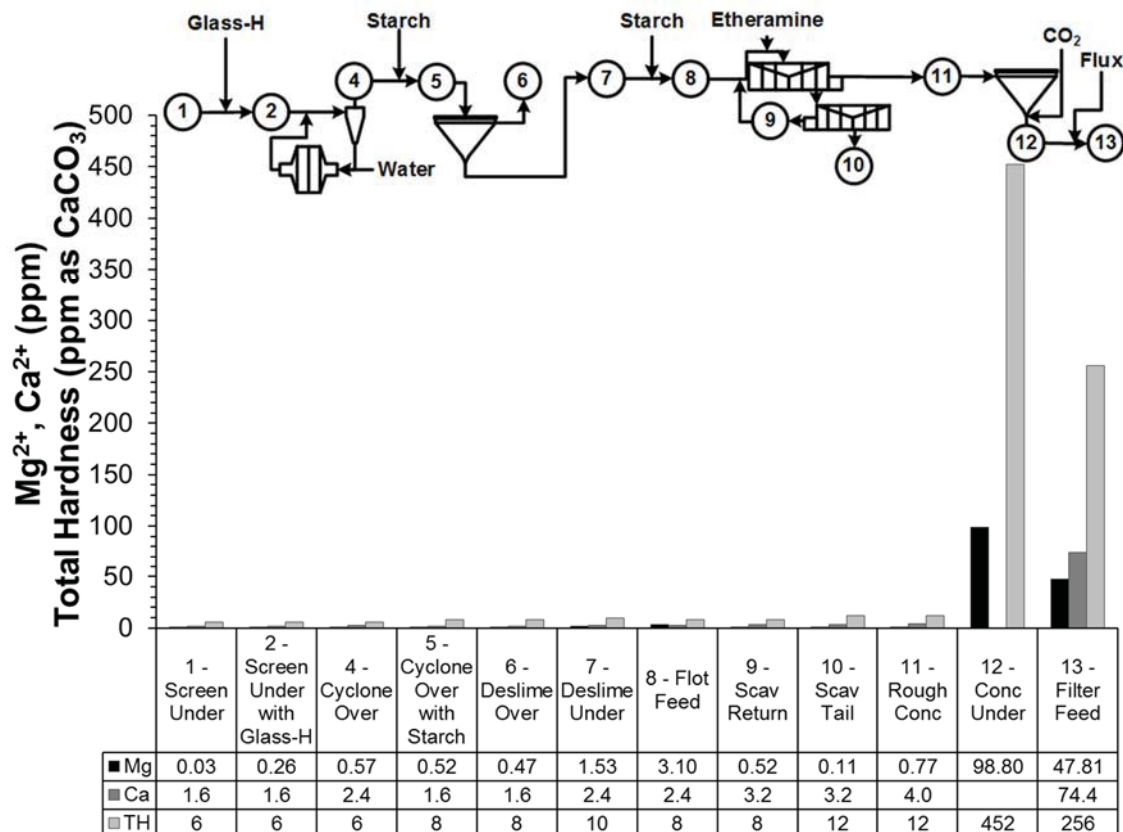 Glass-H
Starch
Starch
Etheramine
CO₂
Flux
1
2
4
5
6
7
8
9
10
11
12
13
Water
Mg²⁺, Ca²⁺ (ppm)
Total Hardness (ppm as CaCO₃)
500
450
400
350
300
250
200
150
100
50
0
1 -
Screen
Under
2 -
Screen
Under
with
Glass-H
4 -
Cyclone
Over
5 -
Cyclone
Over
with
Starch
6 -
Deslime
Over
7 -
Deslime
Under
8 - Flot
Feed
9 -
Scav
Return
10 -
Scav
Tail
11 -
Rough
Conc
12 -
Conc
Under
13 -
Filter
Feed
Mg 0.03 0.26 0.57 0.52 0.47 1.53 3.10 0.52 0.11 0.77 98.80 47.81
Ca 1.6 1.6 2.4 1.6 1.6 2.4 2.4 3.2 3.2 4.0 74.4
TH 6 6 6 8 8 10 8 8 12 12 452 256